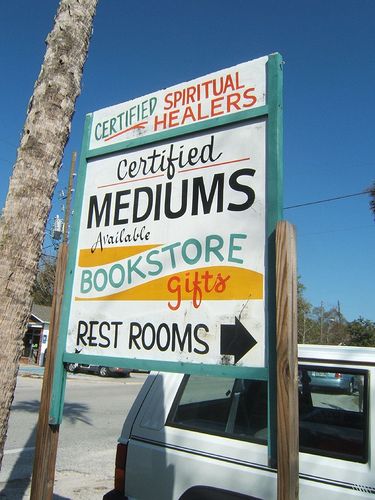 CERTIFIED SPIRITUAL
HEALERS
Certified
MEDIUMS
Available
BOOKSTORE
gifts
REST ROOMS